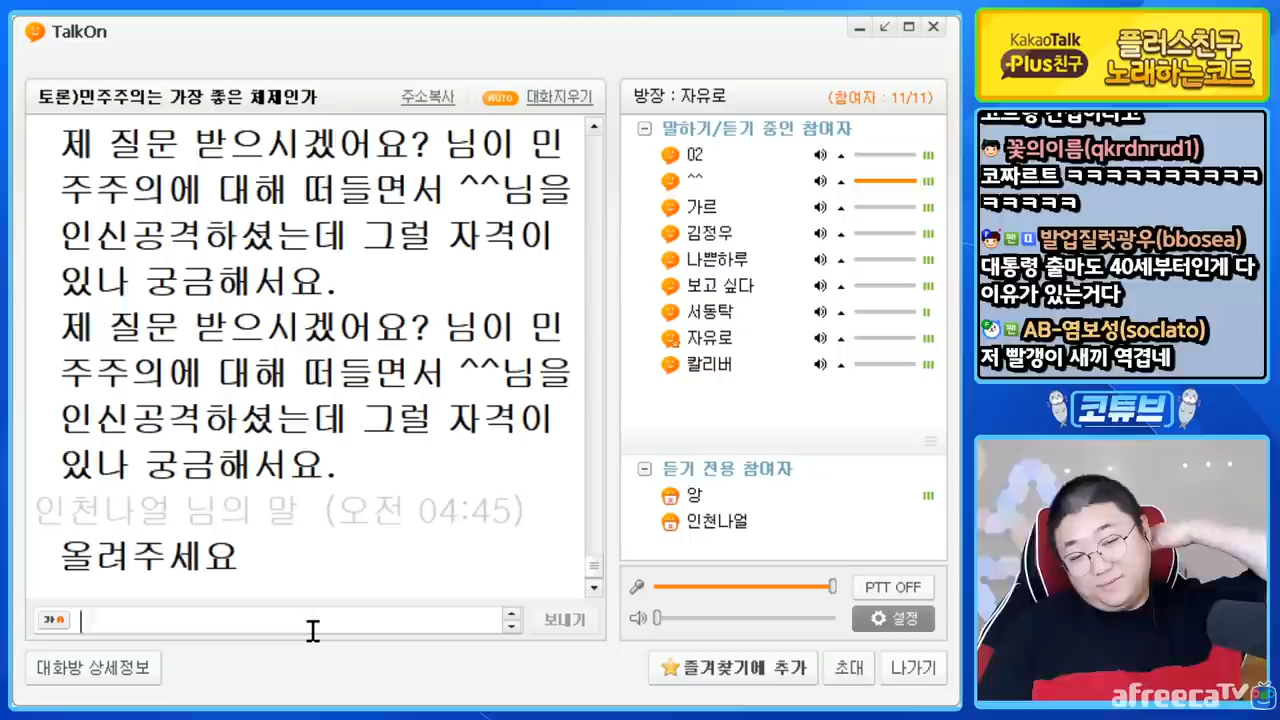 TalkOn
토론)민주주의는 가장 좋은 체제인가
주소복사
AUTO
대화지우기
제 질문 받으시겠어요? 님이 민
주주의에 대해 떠들면서 ^^님을
인신공격하셨는데 그럴 자격이
있나 궁금해서요.
제 질문 받으시겠어요? 님이 민
주주의에 대해 떠들면서 ^^님을
인신공격하셨는데 그럴 자격이
있나 궁금해서요.
인천나얼 님의 말 (오전 04:45)
올려주세요
가A
보내기
대화방 상세정보
방장 : 자유로
(참여자 : 11/11)
말하기/듣기 중인 참여자
02
^^
가르
김정우
나쁜하루
보고 싶다
서동탁
자유로
칼리버
듣기 전용 참여자
앙
인천나얼
PTT OFF
설정
즐겨찾기에 추가
초대
나가기
KakaoTalk
Plus친구
플러스친구
노래하는코트
꽃의이름(qkrdnrud1)
코짜르트 ㅋㅋㅋㅋㅋㅋㅋㅋㅋㅋ
ㅋㅋㅋㅋㅋ
팬 발업질럿광우(bbosea)
대통령 출마도 40세부터인게 다
이유가 있는거다
팬 AB-염보성(soclato)
저 빨갱이 새끼 역겹네
코튜브
afreecaTV